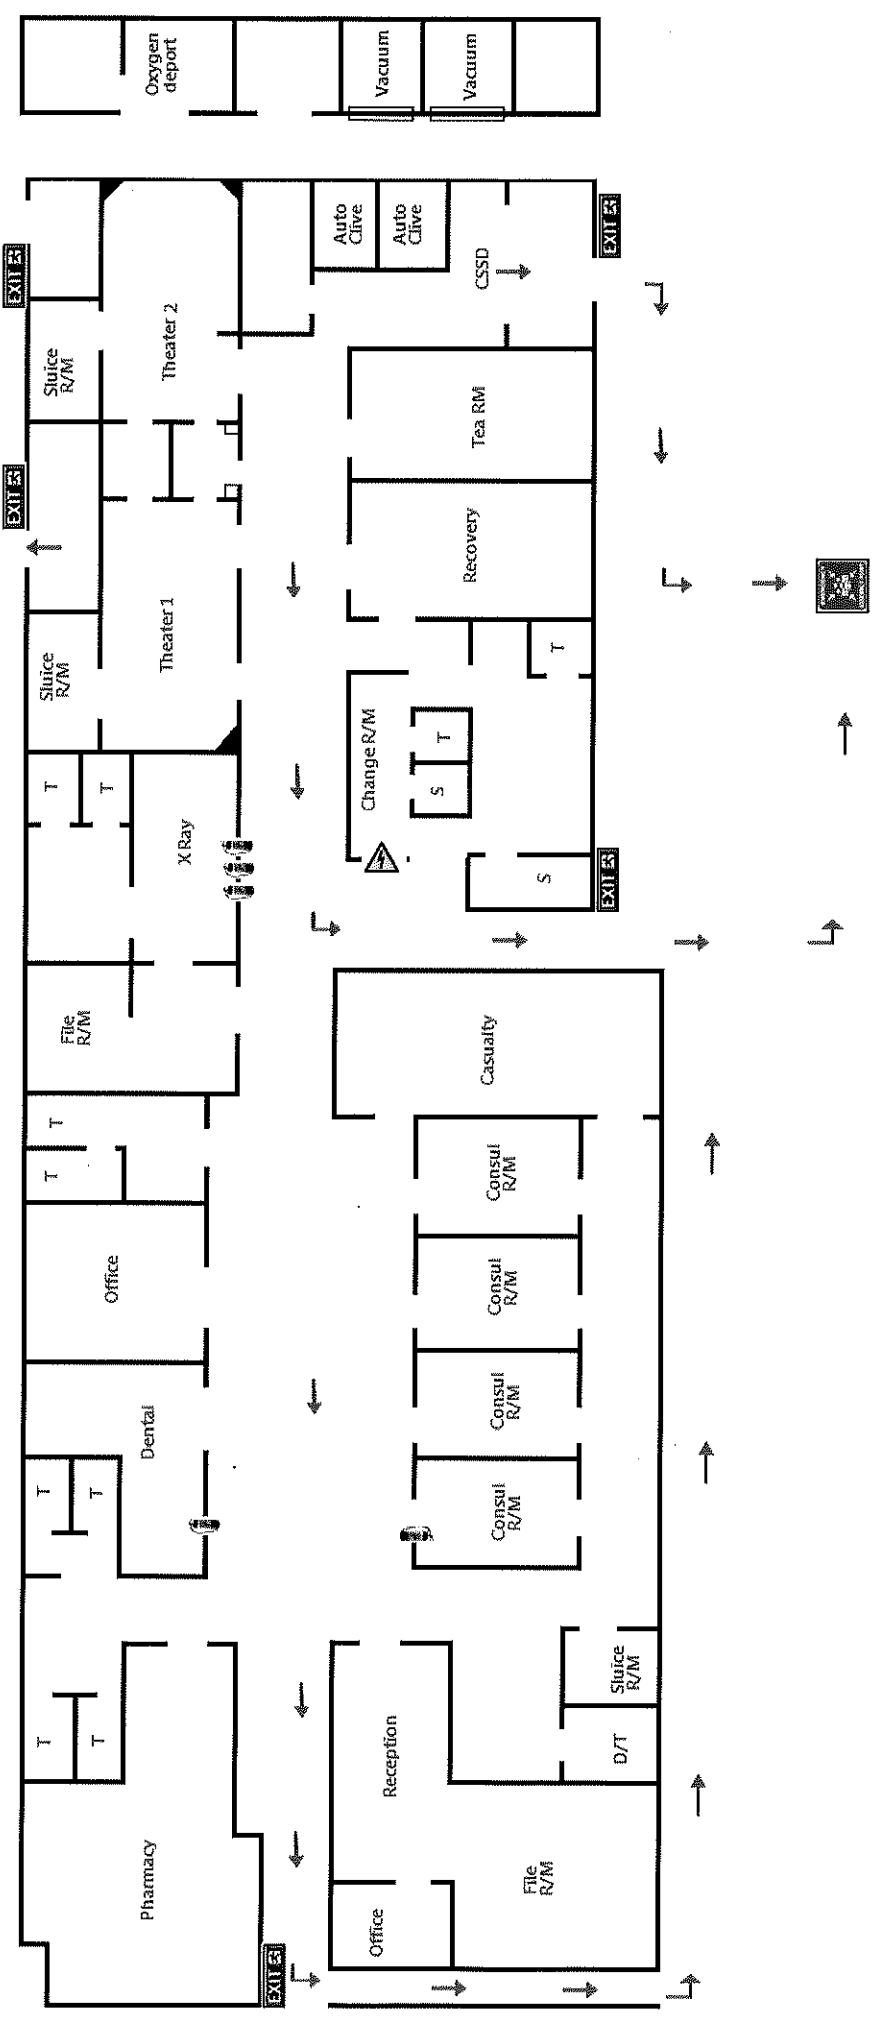 Oxygen
deport
Vacuum
Vacuum
EXIT
EXIT
Auto
Clive
Auto
Clive
CSSD
Sluice
R/M
Theater 2
Tea RM
EXIT
Recovery
Sluice
R/M
Theater 1
T
Change R/M
T
S
T
T
X Ray
S
EXIT
File
R/M
Casualty
T
T
Consul
R/M
Office
Consul
R/M
Dental
Consul
R/M
T
T
Consul
R/M
Sluice
R/M
T
T
Reception
D/T
Pharmacy
File
R/M
Office
EXIT